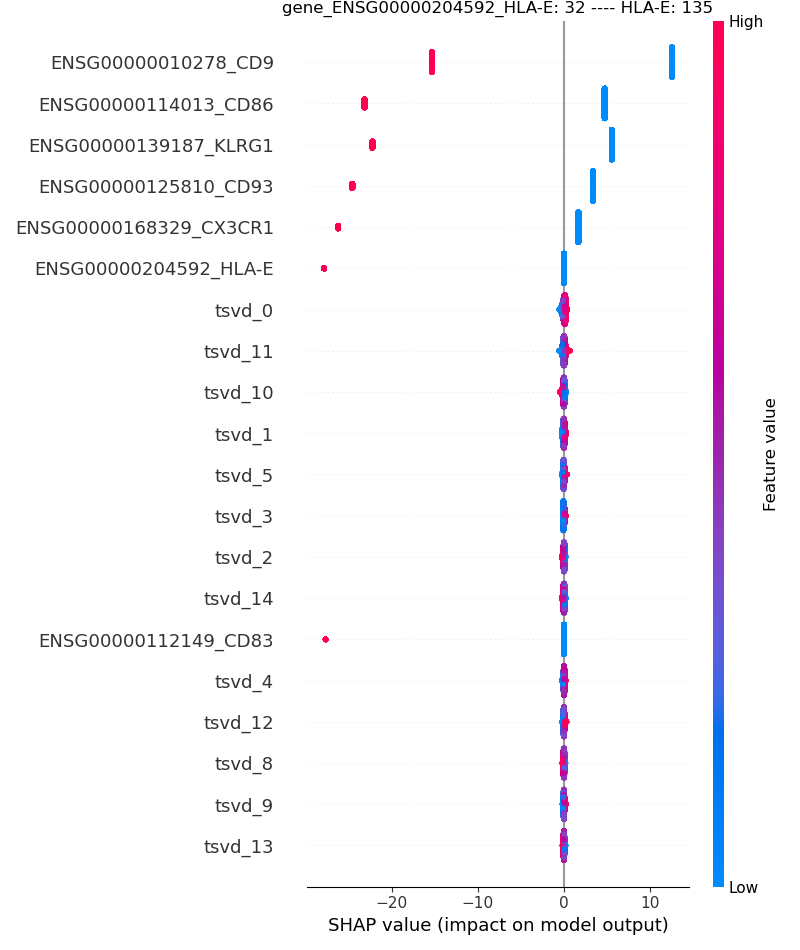 gene_ENSG00000204592_HLA-E: 32 ---- HLA-E: 135
High
ENSG00000010278_CD9
ENSG00000114013_CD86
ENSG00000139187_KLRG1
ENSG00000125810_CD93
ENSG00000168329_CX3CR1
ENSG00000204592_HLA-E
tsvd_0
tsvd_11
tsvd_10
tsvd_1
tsvd_5
tsvd_3
tsvd_2
tsvd_14
ENSG00000112149_CD83
tsvd_4
tsvd_12
tsvd_8
tsvd_9
tsvd_13
Feature value
Low
−20 −10 0 10
SHAP value (impact on model output)